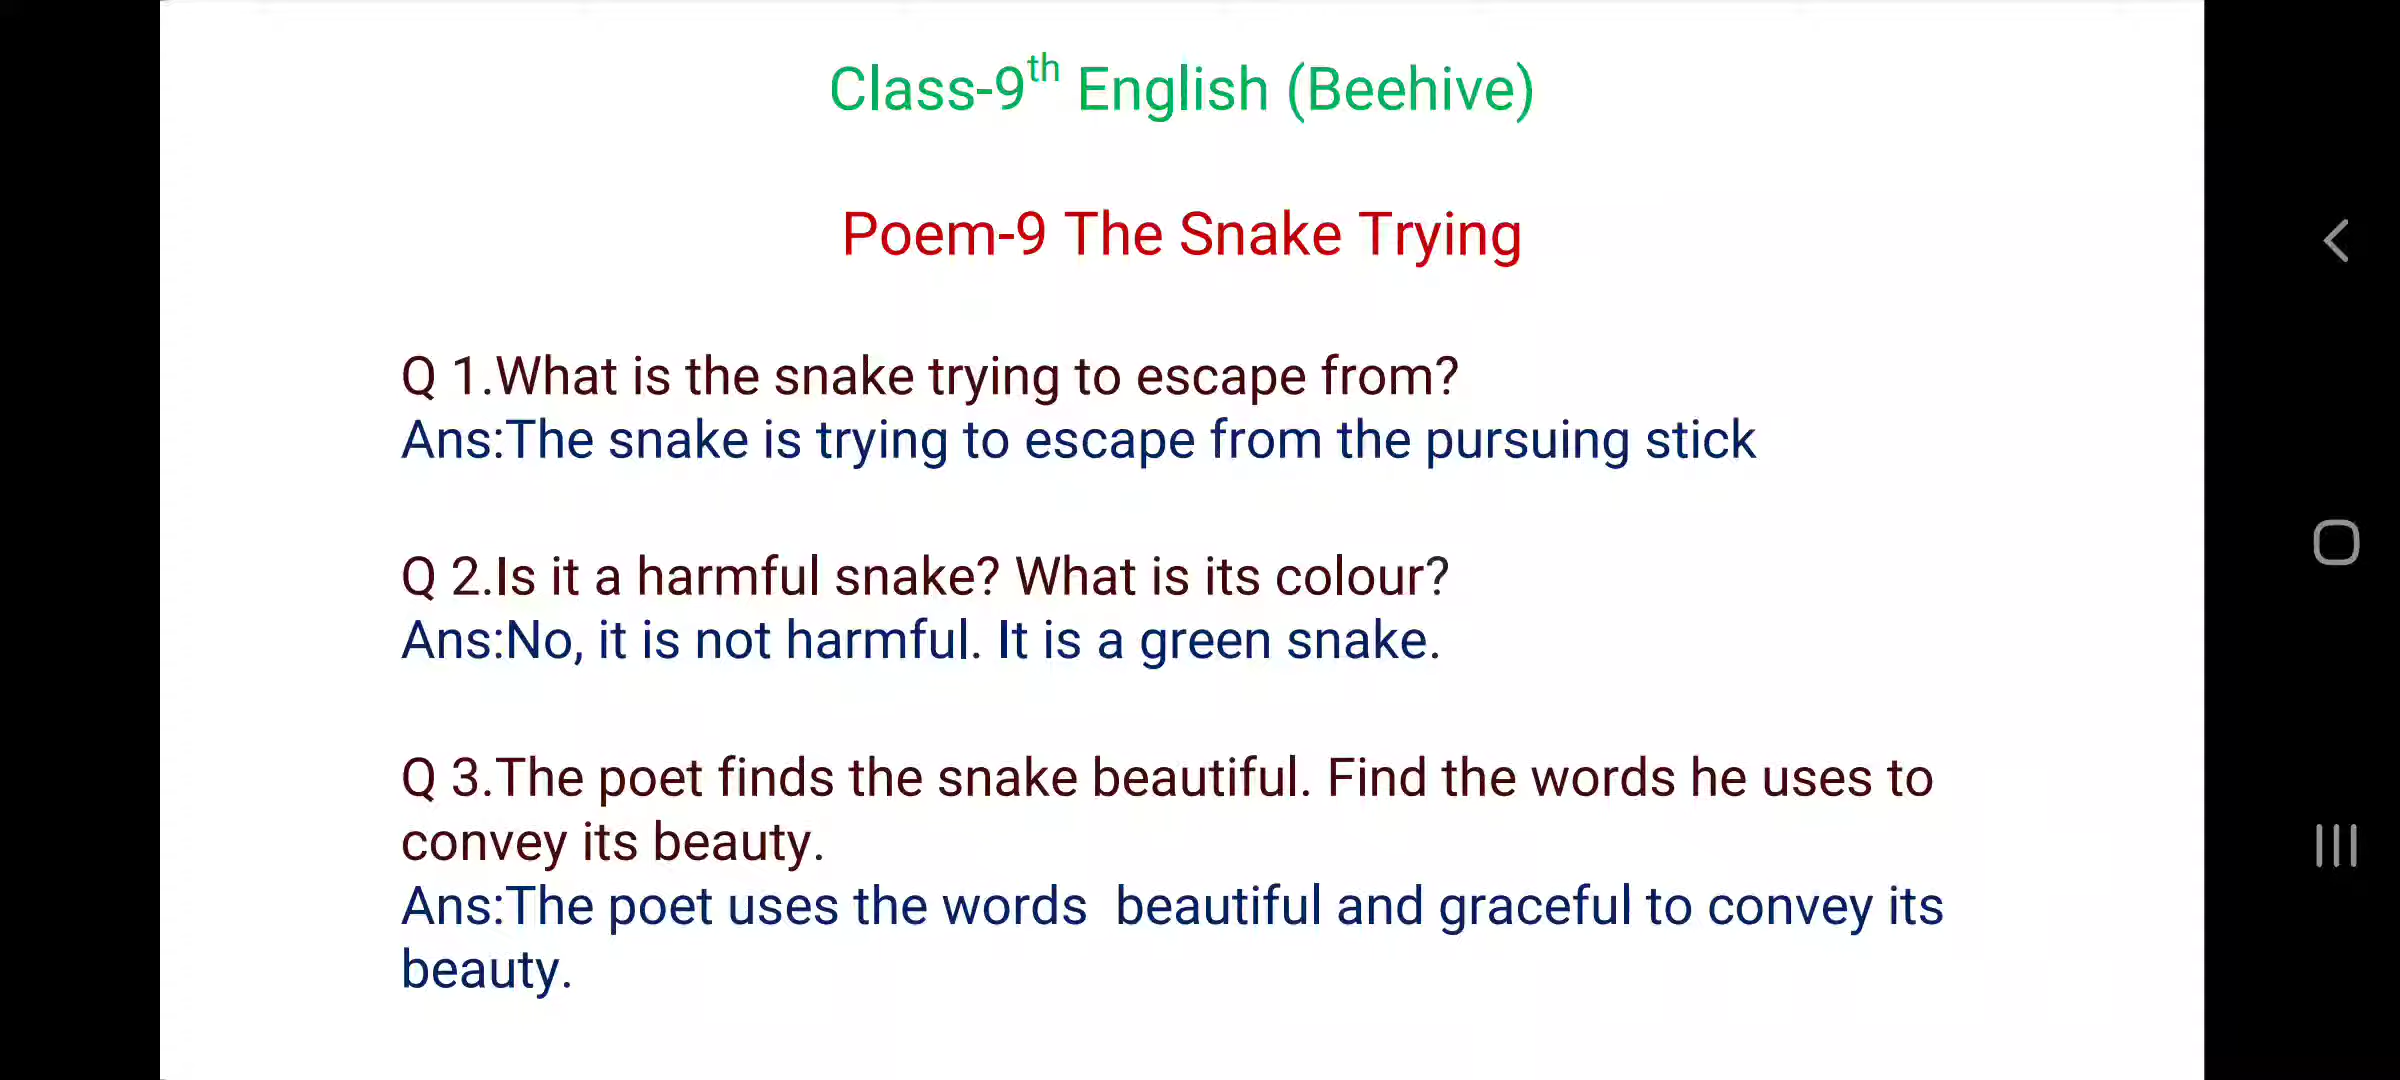 Class-9th English (Beehive)
Poem-9 The Snake Trying
Q 1.What is the snake trying to escape from?
Ans:The snake is trying to escape from the pursuing stick
Q 2.Is it a harmful snake? What is its colour?
Ans:No, it is not harmful. It is a green snake.
Q 3.The poet finds the snake beautiful. Find the words he uses to
convey its beauty.
Ans:The poet uses the words  beautiful and graceful to convey its
beauty.